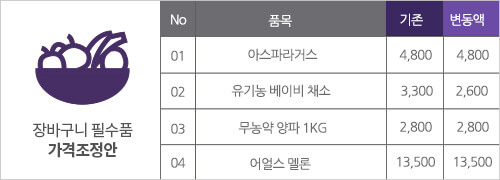 장바구니 필수품
가격조정안
No 품목 기존 변동액
01 아스파라거스 4,800 4,800
02 유기농 베이비 채소 3,300 2,600
03 무농약 양파 1KG 2,800 2,800
04 어얼스 멜론 13,500 13,500